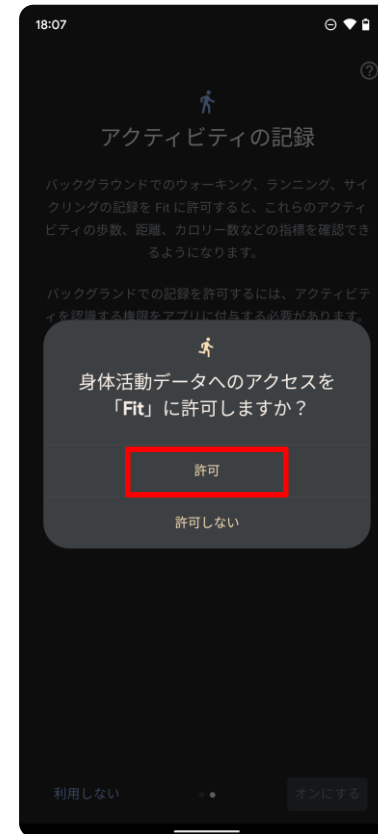 18:07
アクティビティの記録
バックグラウンドでのウォーキング、ランニング、サイ
クリングの記録を Fit に許可すると、これらのアクティ
ビティの歩数、距離、カロリー数などの指標を確認でき
るようになります。
バックグランドでの記録を許可するには、アクティビテ
ィを認識する権限をアプリに付与する必要があります。
身体活動データへのアクセスを
「Fit」に許可しますか？
許可
許可しない
利用しない
オンにする